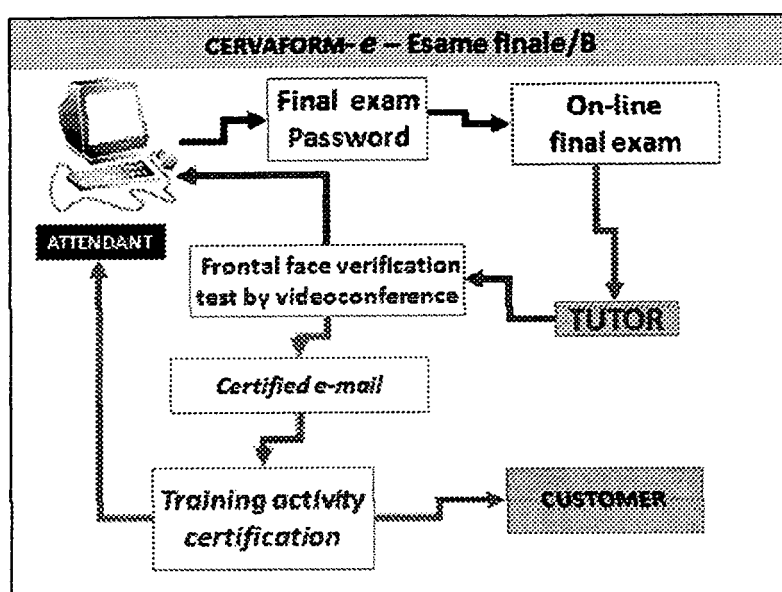 CERVAFORM-e – Esame finale/B
Final exam
Password
On-line
final exam
ATTENDANT
Frontal face verification
test by videoconference
TUTOR
Certified e-mail
Training activity
certification
CUSTOMER